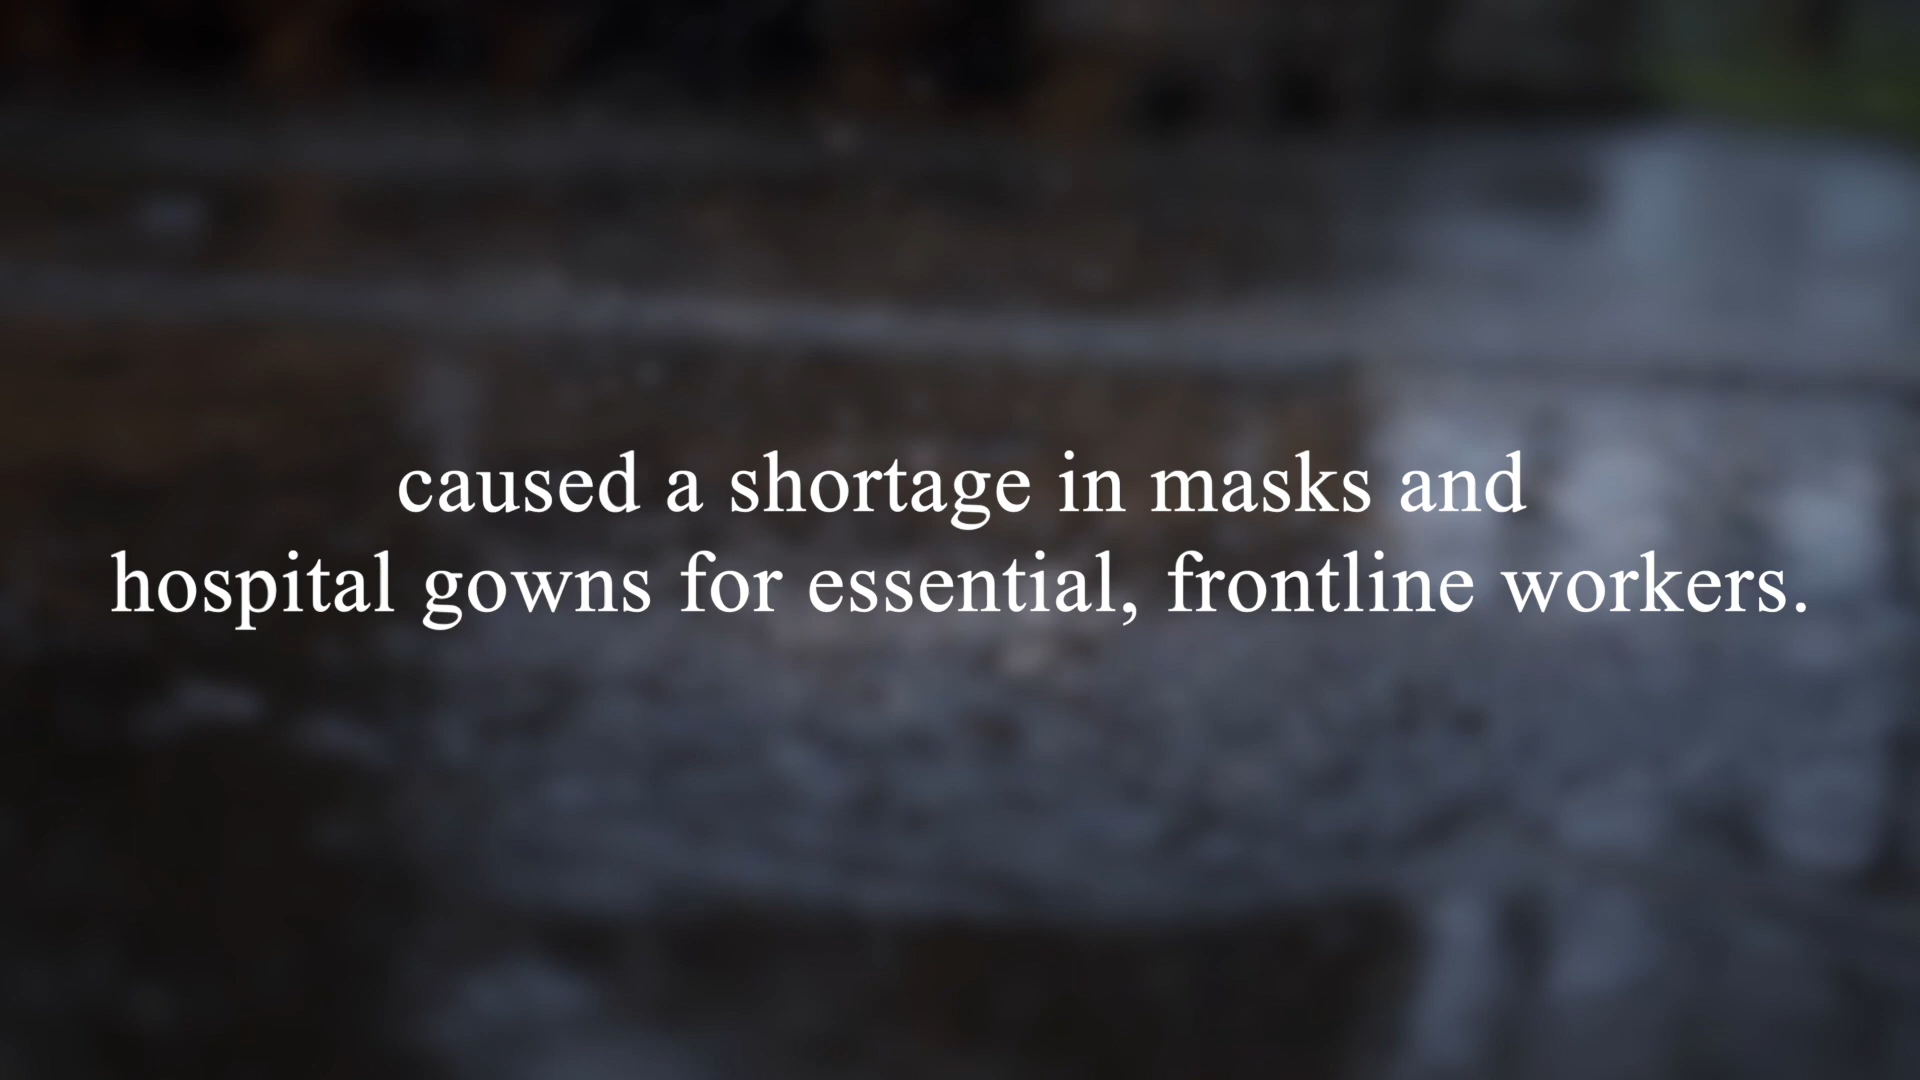 caused a shortage in masks and
hospital gowns for essential, frontline workers.